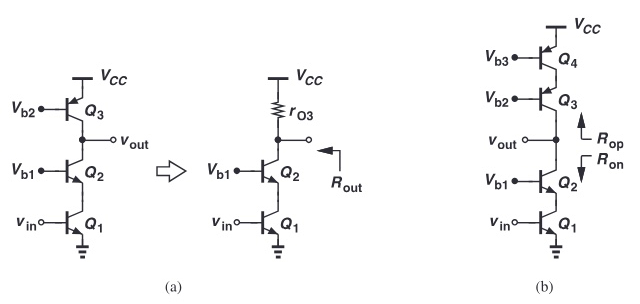 V_CC
V_b2 Q_3
v_out
V_b1 Q_2
v_in Q_1
V_CC
r_O3
V_b1 Q_2
R_out
v_in Q_1
(a)
V_CC
V_b3 Q_4
V_b2 Q_3
v_out R_op
R_on
V_b1 Q_2
v_in Q_1
(b)